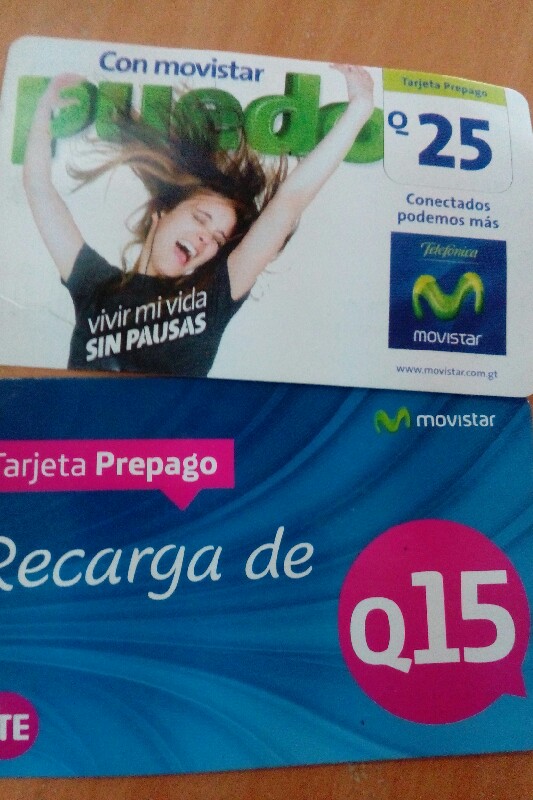 Con movistar
puedo
Tarjeta Prepago
Q 25
Conectados
podemos más
Telefónica
movistar
www.movistar.com.gt
vivir mi vida
SIN PAUSAS
movistar
Tarjeta Prepago
Recarga de
Q15
TE